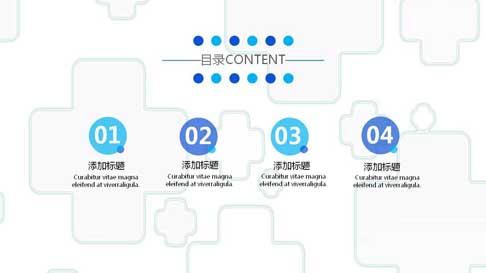 目录CONTENT
01
添加标题
Curabitur vitae magna
eleifend at viverraligula.
02
添加标题
Curabitur vitae magna
eleifend at viverraligula.
03
添加标题
Curabitur vitae magna
eleifend at viverraligula.
04
添加标题
Curabitur vitae magna
eleifend at viverraligula.